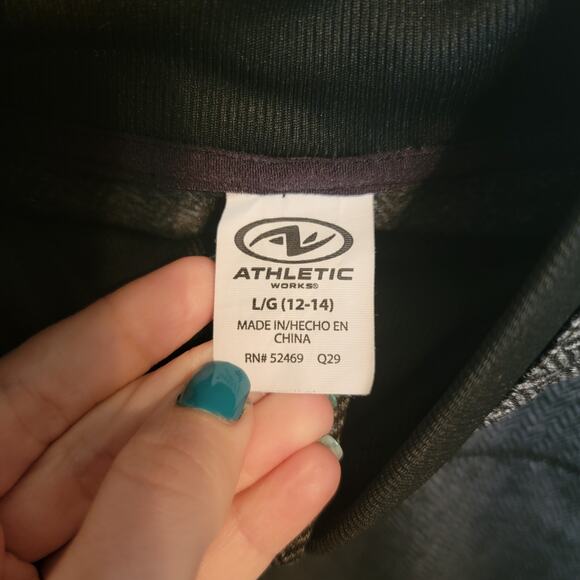 ATHLETIC
WORKS®
L/G (12-14)
MADE IN/HECHO EN
CHINA
RN# 52469 Q29